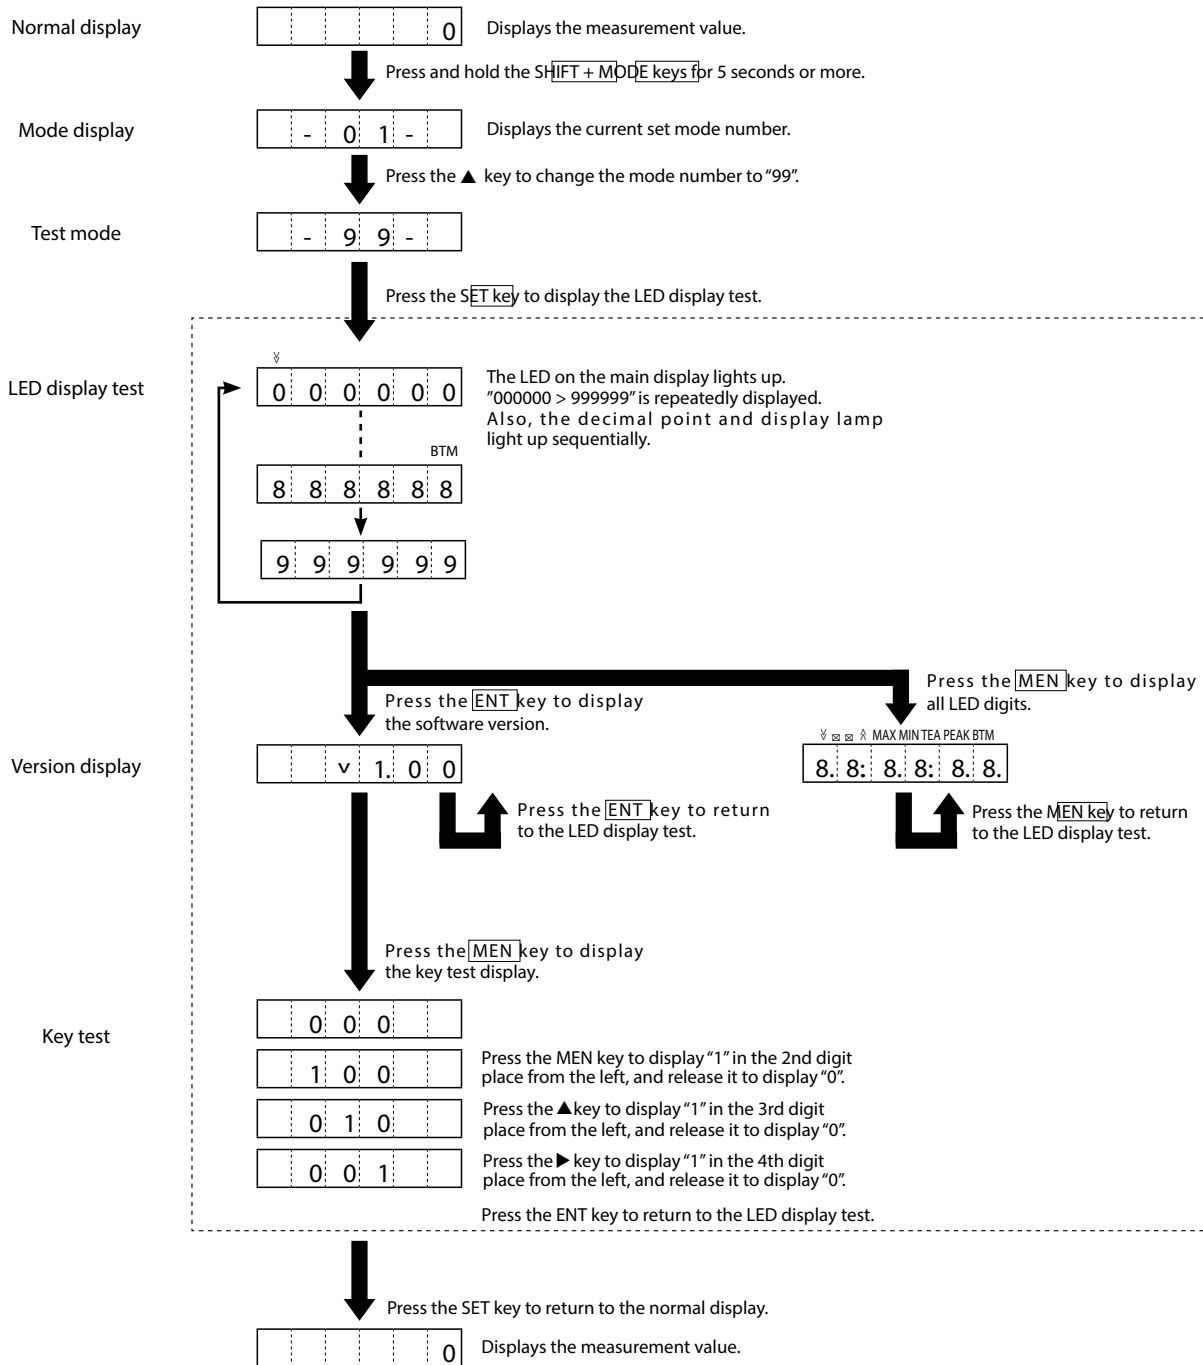 Normal display
0
Displays the measurement value.
Press and hold the SHIFT + MODE keys for 5 seconds or more.
Mode display
- 0 1 -
Displays the current set mode number.
Press the ▲ key to change the mode number to “99”.
Test mode
- 9 9 -
Press the SET key to display the LED display test.
LED display test
0 0 0 0 0 0
The LED on the main display lights up.
"000000 > 999999" is repeatedly displayed.
Also, the decimal point and display lamp
light up sequentially.
BTM
8 8 8 8 8 8
9 9 9 9 9 9
Press the ENT key to display
the software version.
Press the MEN key to display
all LED digits.
Version display
v 1. 0 0
MAX MIN TEA PEAK BTM
8. 8: 8. 8: 8. 8.
Press the ENT key to return
to the LED display test.
Press the MEN key to return
to the LED display test.
Press the MEN key to display
the key test display.
Key test
0 0 0
1 0 0
Press the MEN key to display “1” in the 2nd digit
place from the left, and release it to display “0”.
0 1 0
Press the ▲ key to display “1” in the 3rd digit
place from the left, and release it to display “0”.
0 0 1
Press the ▶ key to display “1” in the 4th digit
place from the left, and release it to display “0”.
Press the ENT key to return to the LED display test.
Press the SET key to return to the normal display.
0
Displays the measurement value.